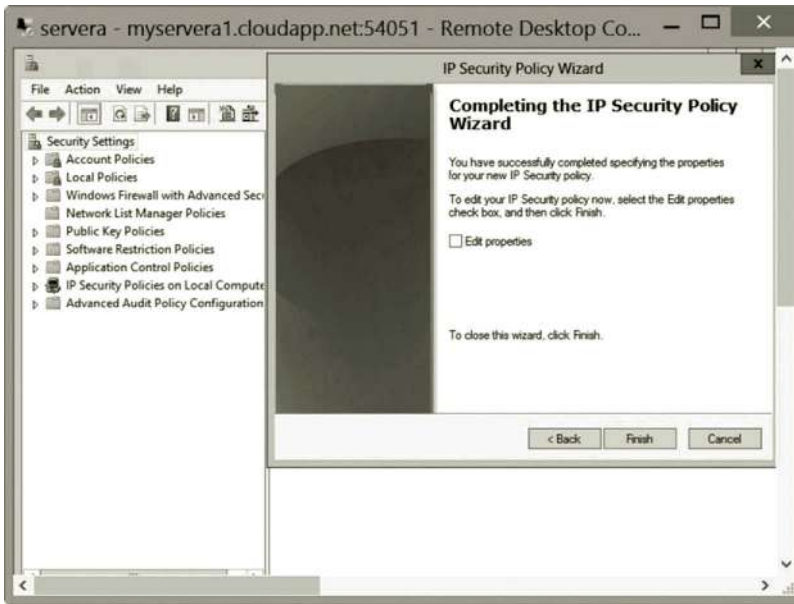 servera - myservera1.cloudapp.net:54051 - Remote Desktop Co...
IP Security Policy Wizard
File Action View Help
Completing the IP Security Policy
Wizard
You have successfully completed specifying the properties
for your new IP Security policy.
To edit your IP Security policy now, select the Edit properties
check box, and then click Finish.
Edit properties
To close this wizard, click Finish.
< Back Finish Cancel
Security Settings
Account Policies
Local Policies
Windows Firewall with Advanced Secu
Network List Manager Policies
Public Key Policies
Software Restriction Policies
Application Control Policies
IP Security Policies on Local Compute
Advanced Audit Policy Configuration